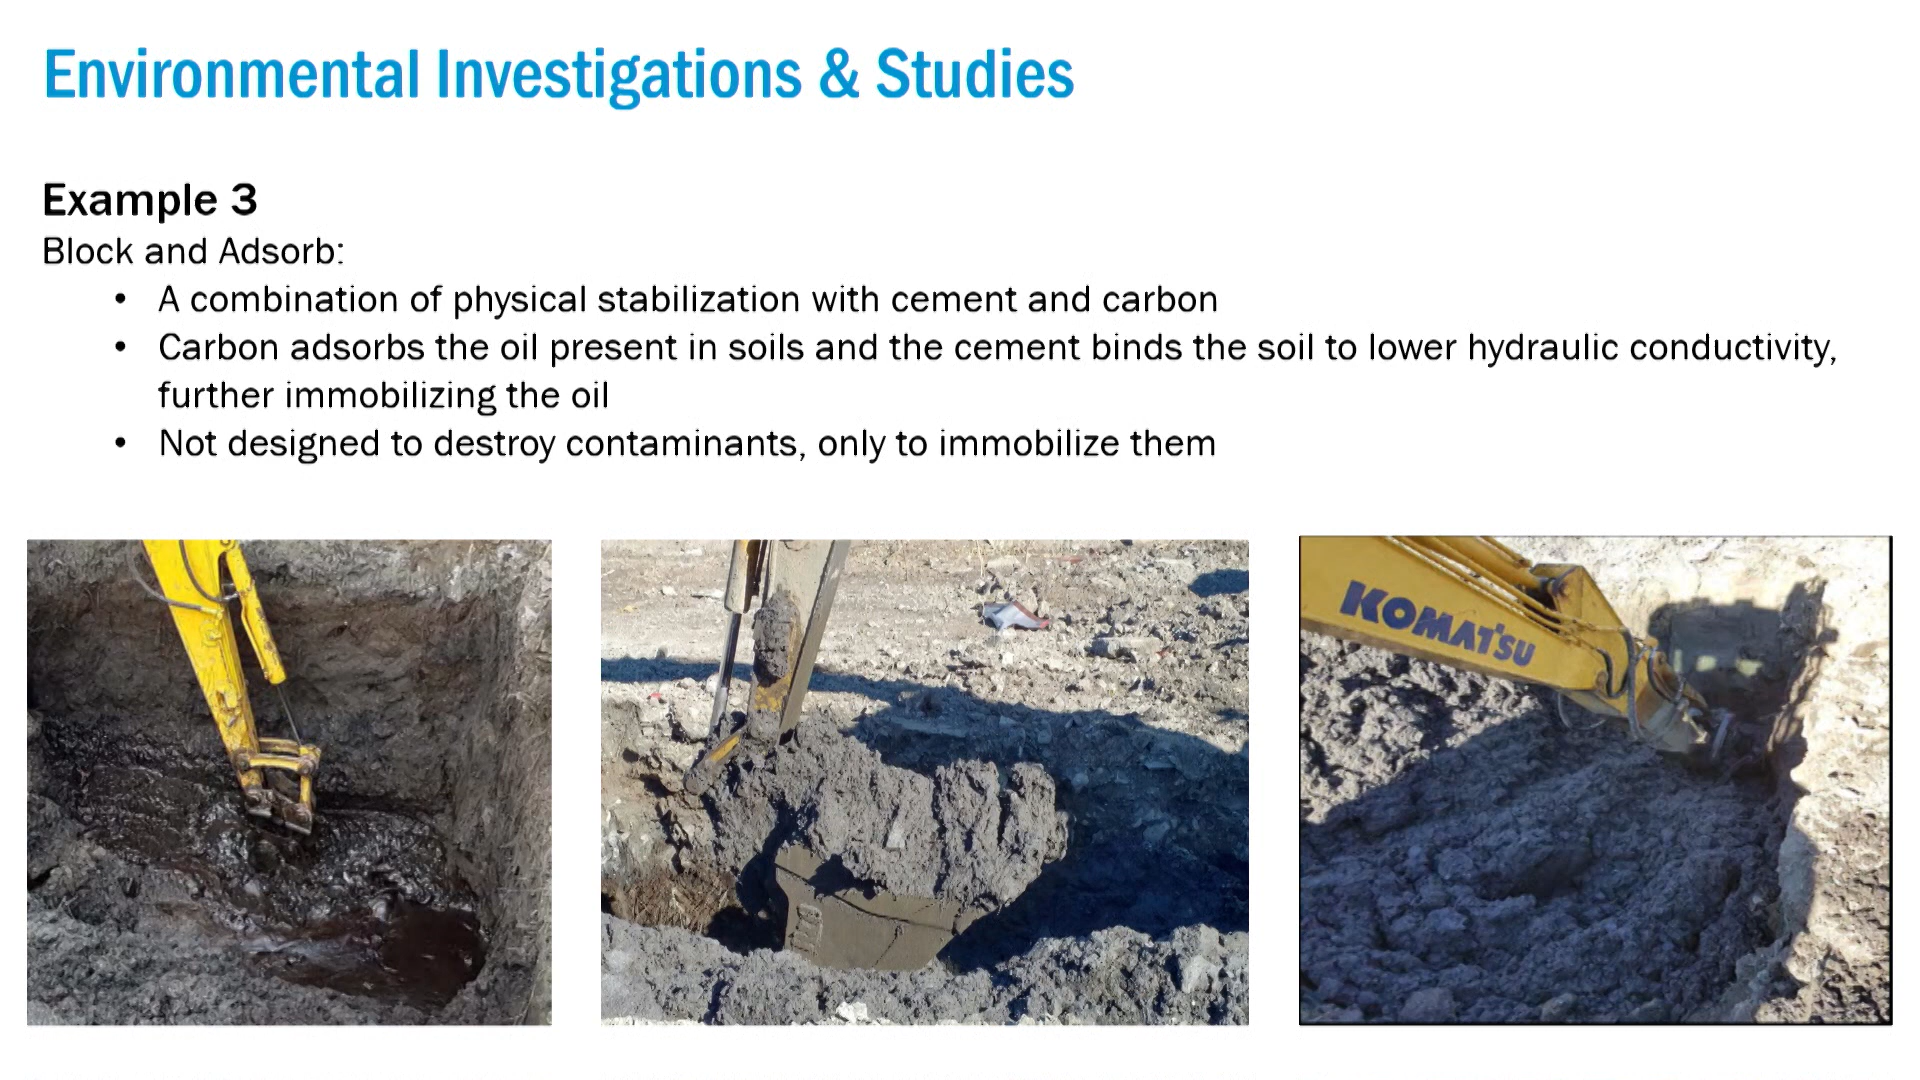 Environmental Investigations & Studies
Example 3
Block and Adsorb:
• A combination of physical stabilization with cement and carbon
• Carbon adsorbs the oil present in soils and the cement binds the soil to lower hydraulic conductivity,
further immobilizing the oil
• Not designed to destroy contaminants, only to immobilize them
KOMATSU